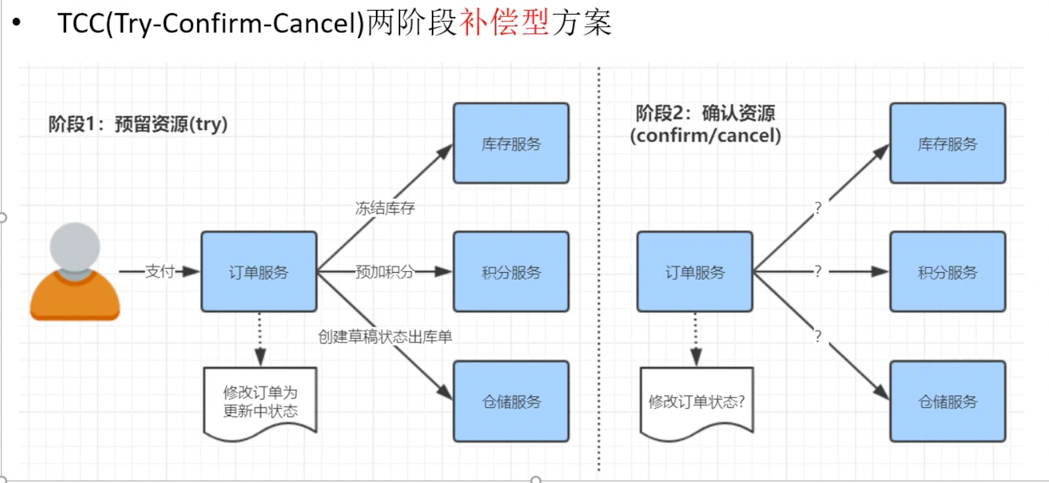 • TCC(Try-Confirm-Cancel)两阶段补偿型方案
阶段1：预留资源(try)
支付
订单服务
冻结库存
预加积分
创建草稿状态出库单
库存服务
积分服务
仓储服务
修改订单为
更新中状态
阶段2：确认资源
(confirm/cancel)
订单服务
?
?
?
库存服务
积分服务
仓储服务
修改订单状态?